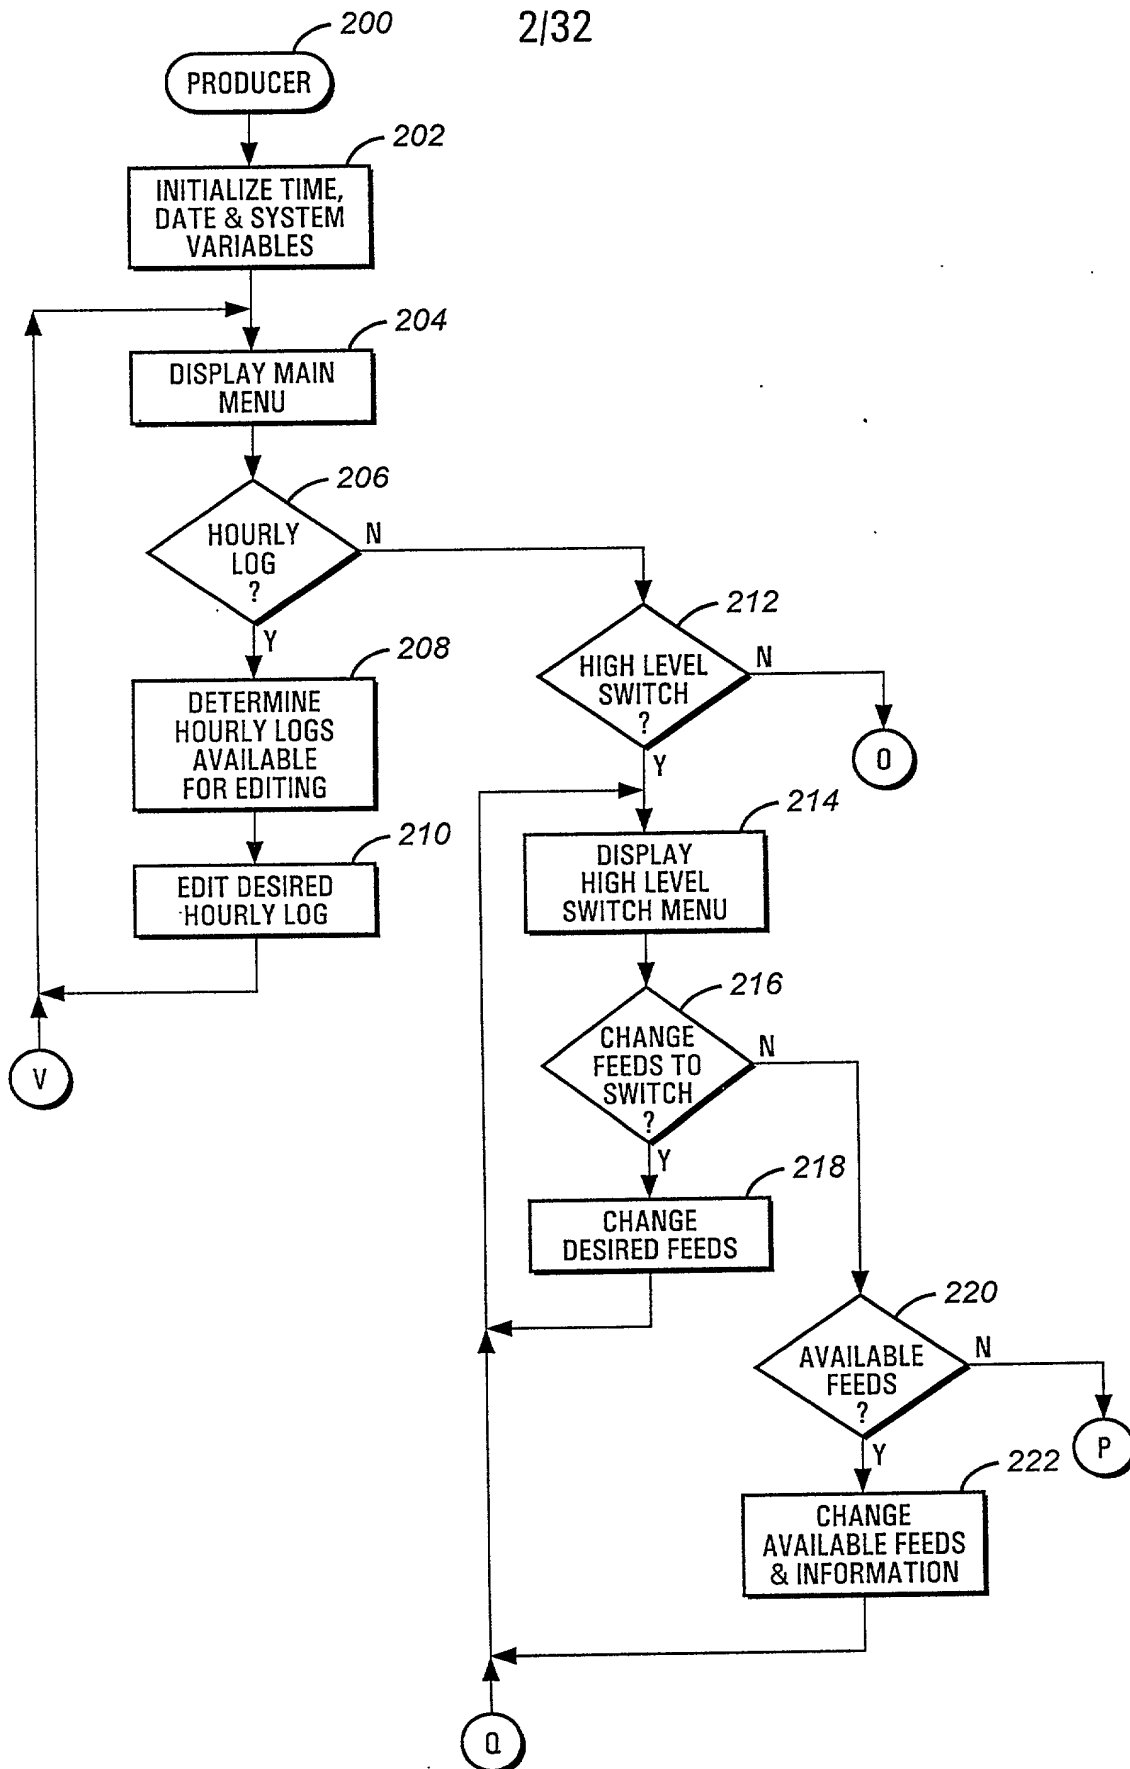 2/32
200
PRODUCER
202
INITIALIZE TIME,
DATE & SYSTEM
VARIABLES
204
DISPLAY MAIN
MENU
206
HOURLY
LOG
?
N
Y
208
DETERMINE
HOURLY LOGS
AVAILABLE
FOR EDITING
210
EDIT DESIRED
HOURLY LOG
V
212
HIGH LEVEL
SWITCH
?
N
Y
O
214
DISPLAY
HIGH LEVEL
SWITCH MENU
216
CHANGE
FEEDS TO
SWITCH
?
N
Y
218
CHANGE
DESIRED FEEDS
220
AVAILABLE
FEEDS
?
N
Y
P
222
CHANGE
AVAILABLE FEEDS
& INFORMATION
Q